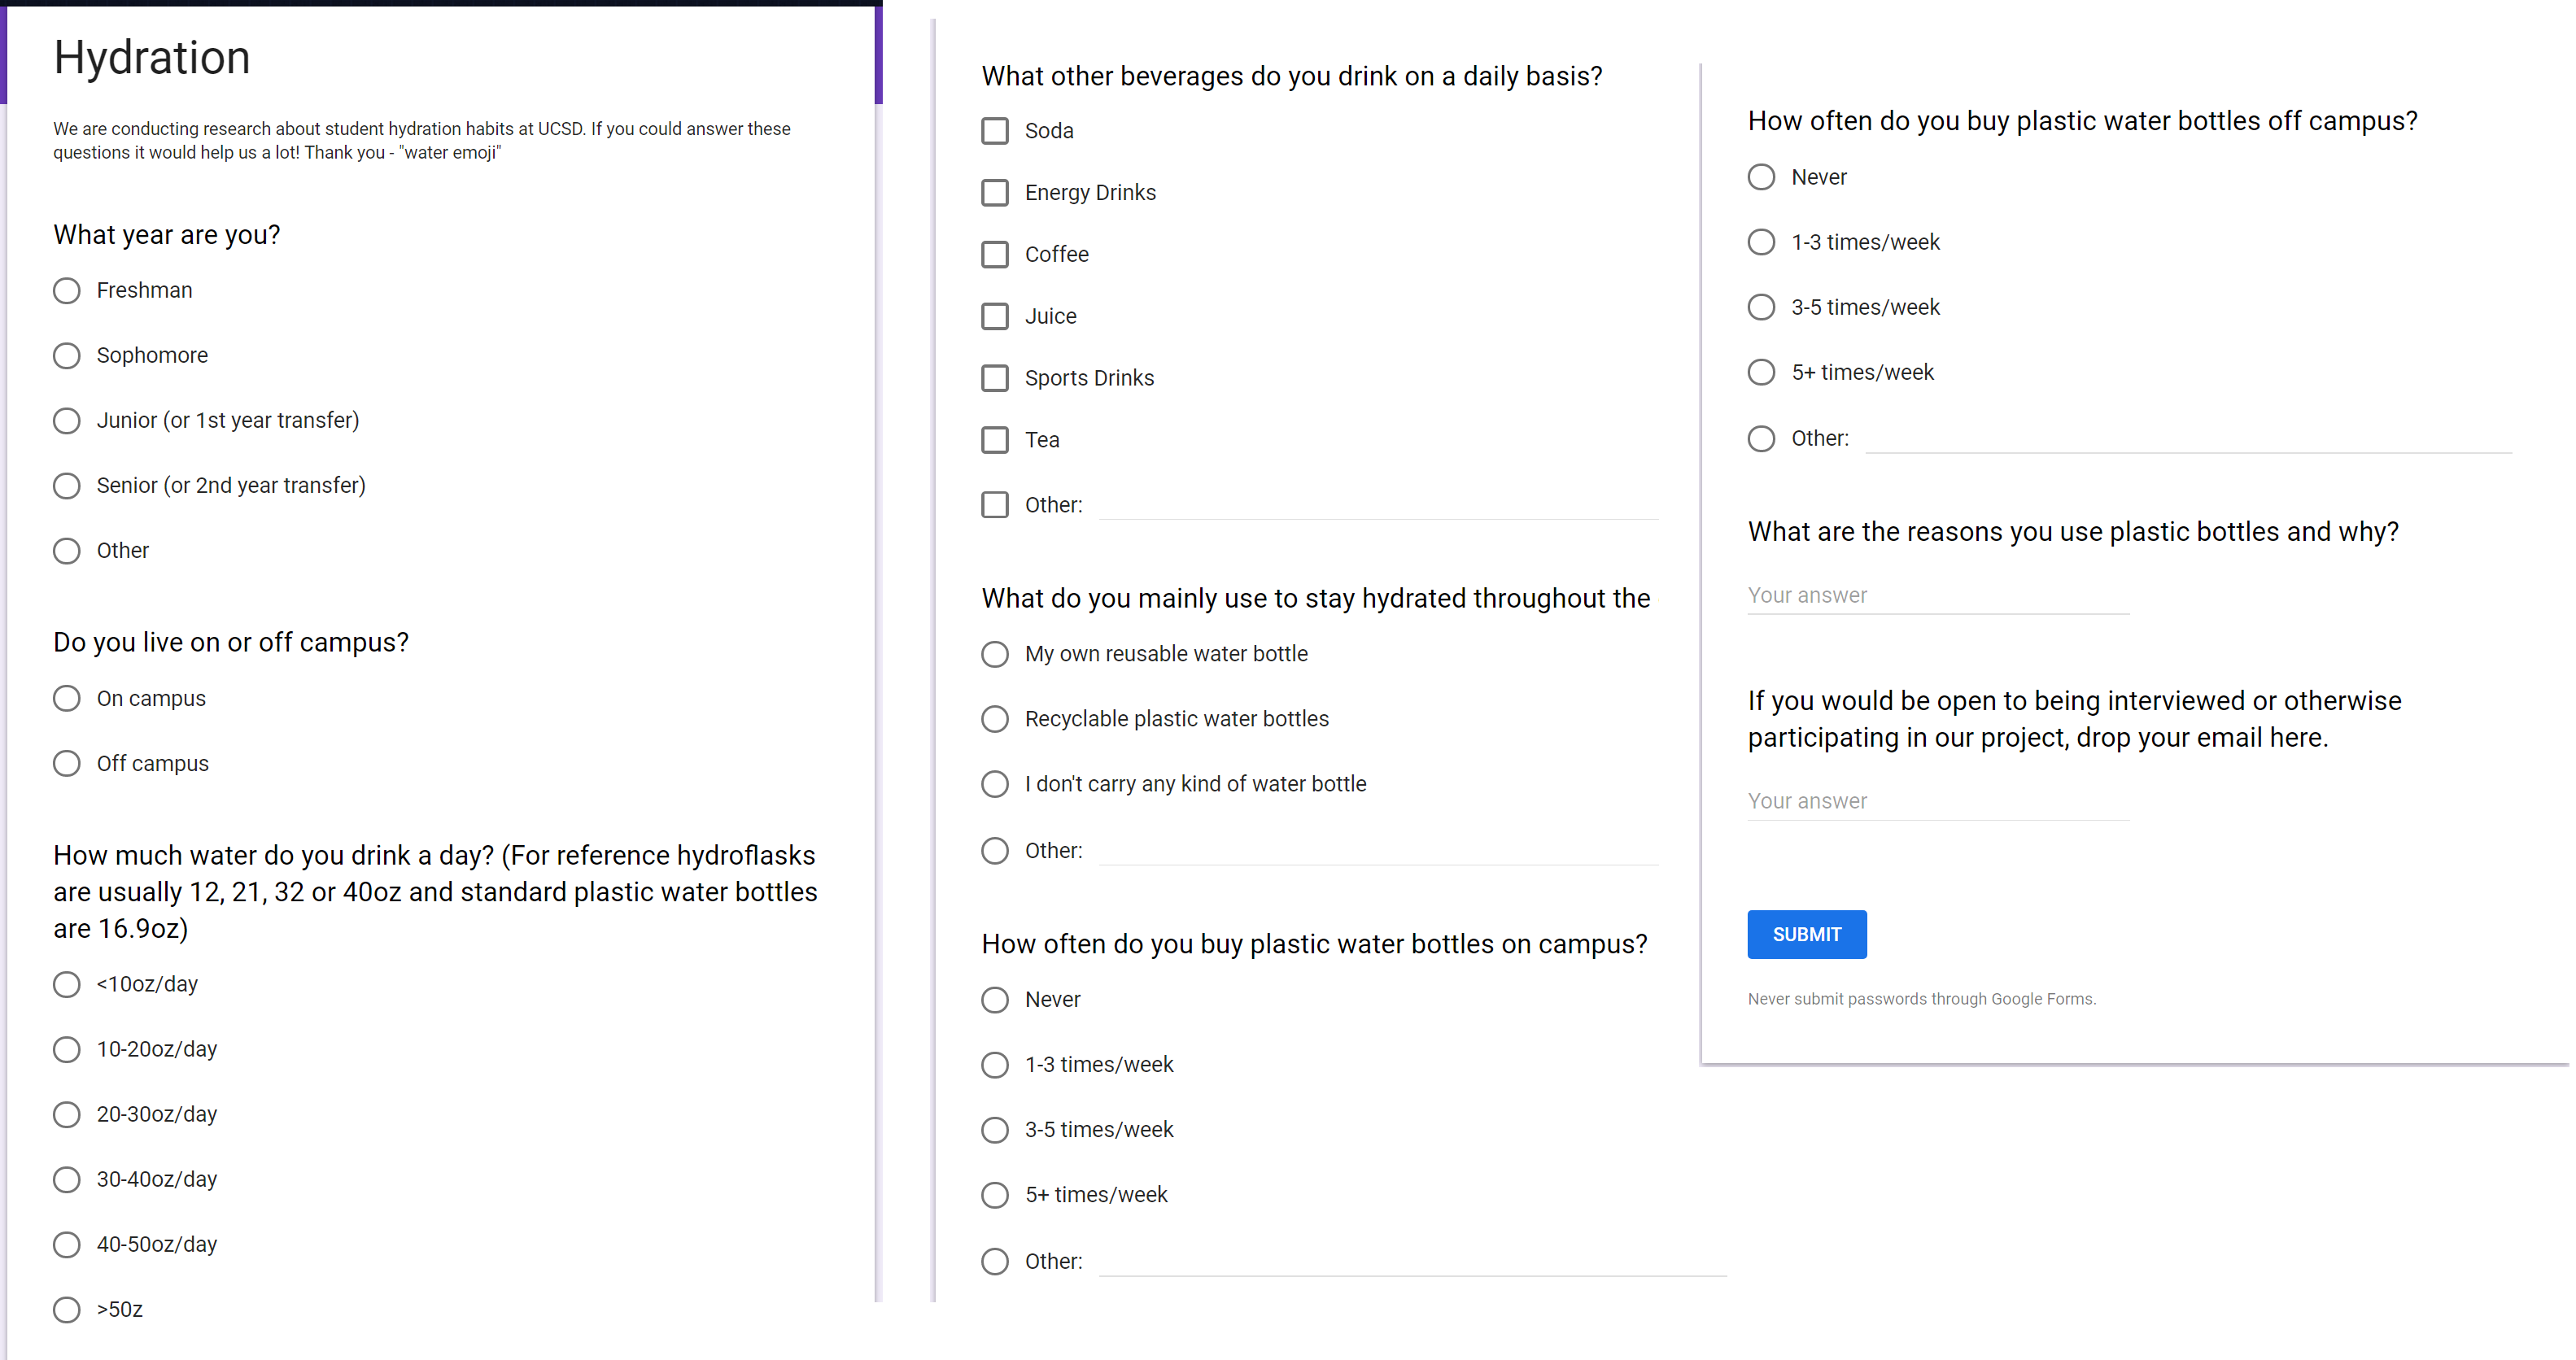 Hydration
We are conducting research about student hydration habits at UCSD. If you could answer these
questions it would help us a lot! Thank you - "water emoji"
What year are you?
Freshman
Sophomore
Junior (or 1st year transfer)
Senior (or 2nd year transfer)
Other
Do you live on or off campus?
On campus
Off campus
How much water do you drink a day? (For reference hydroflasks
are usually 12, 21, 32 or 40oz and standard plastic water bottles
are 16.9oz)
<10oz/day
10-20oz/day
20-30oz/day
30-40oz/day
40-50oz/day
>50z
What other beverages do you drink on a daily basis?
Soda
Energy Drinks
Coffee
Juice
Sports Drinks
Tea
Other:
What do you mainly use to stay hydrated throughout the
My own reusable water bottle
Recyclable plastic water bottles
I don't carry any kind of water bottle
Other:
How often do you buy plastic water bottles on campus?
Never
1-3 times/week
3-5 times/week
5+ times/week
Other:
How often do you buy plastic water bottles off campus?
Never
1-3 times/week
3-5 times/week
5+ times/week
Other:
What are the reasons you use plastic bottles and why?
Your answer
If you would be open to being interviewed or otherwise
participating in our project, drop your email here.
Your answer
SUBMIT
Never submit passwords through Google Forms.